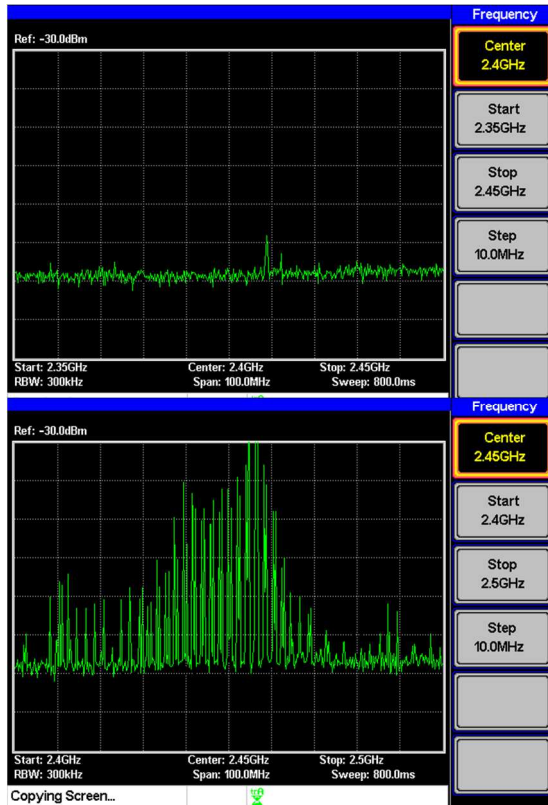 Frequency
Ref: -30.0dBm
Center
2.4GHz
Start
2.35GHz
Stop
2.45GHz
Step
10.0MHz
Start: 2.35GHz Center: 2.4GHz Stop: 2.45GHz
RBW: 300kHz Span: 100.0MHz Sweep: 800.0ms
Frequency
Ref: -30.0dBm
Center
2.45GHz
Start
2.4GHz
Stop
2.5GHz
Step
10.0MHz
Start: 2.4GHz Center: 2.45GHz Stop: 2.5GHz
RBW: 300kHz Span: 100.0MHz Sweep: 800.0ms
Copying Screen...